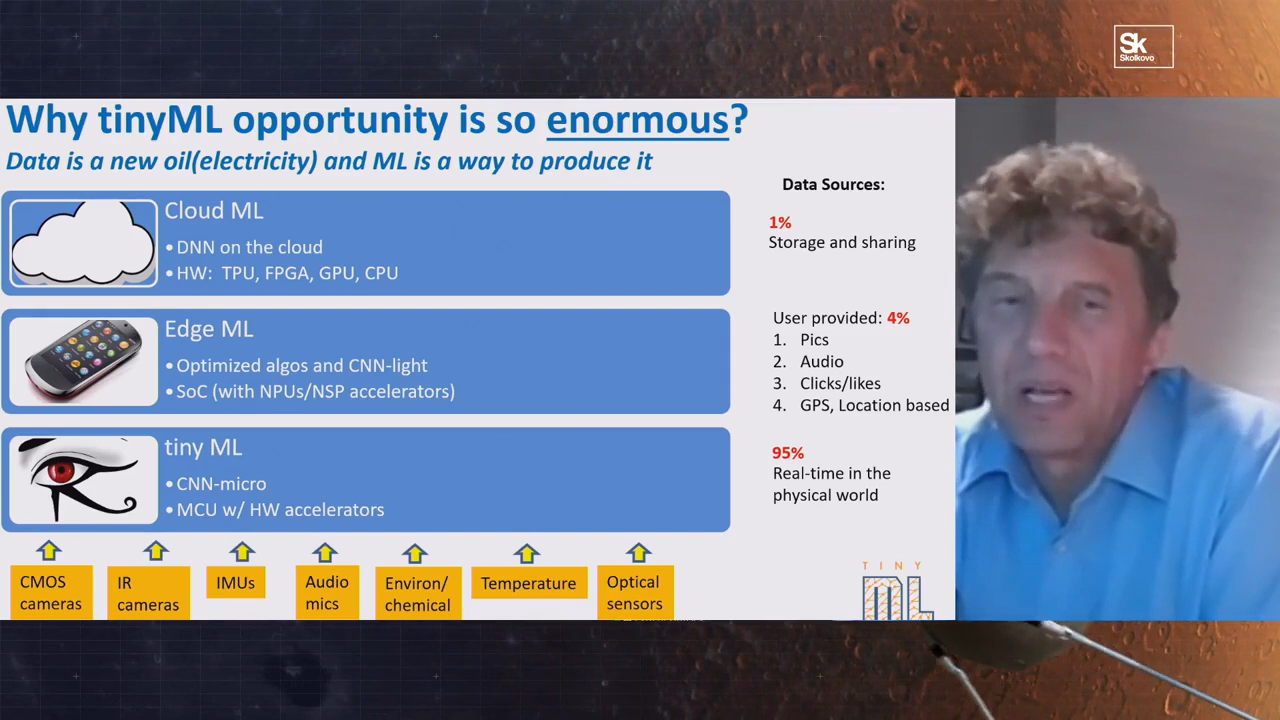 Sk
Skolkovo
Why tinyML opportunity is so enormous?
Data is a new oil(electricity) and ML is a way to produce it
Cloud ML
•DNN on the cloud
•HW: TPU, FPGA, GPU, CPU
Edge ML
•Optimized algos and CNN-light
•SoC (with NPUs/NSP accelerators)
tiny ML
•CNN-micro
•MCU w/ HW accelerators
Data Sources:
1%
Storage and sharing
User provided: 4%
1. Pics
2. Audio
3. Clicks/likes
4. GPS, Location based
95%
Real-time in the
physical world
CMOS
cameras
IR
cameras
IMUs
Audio
mics
Environ/
chemical
Temperature
Optical
sensors
TINY
ML